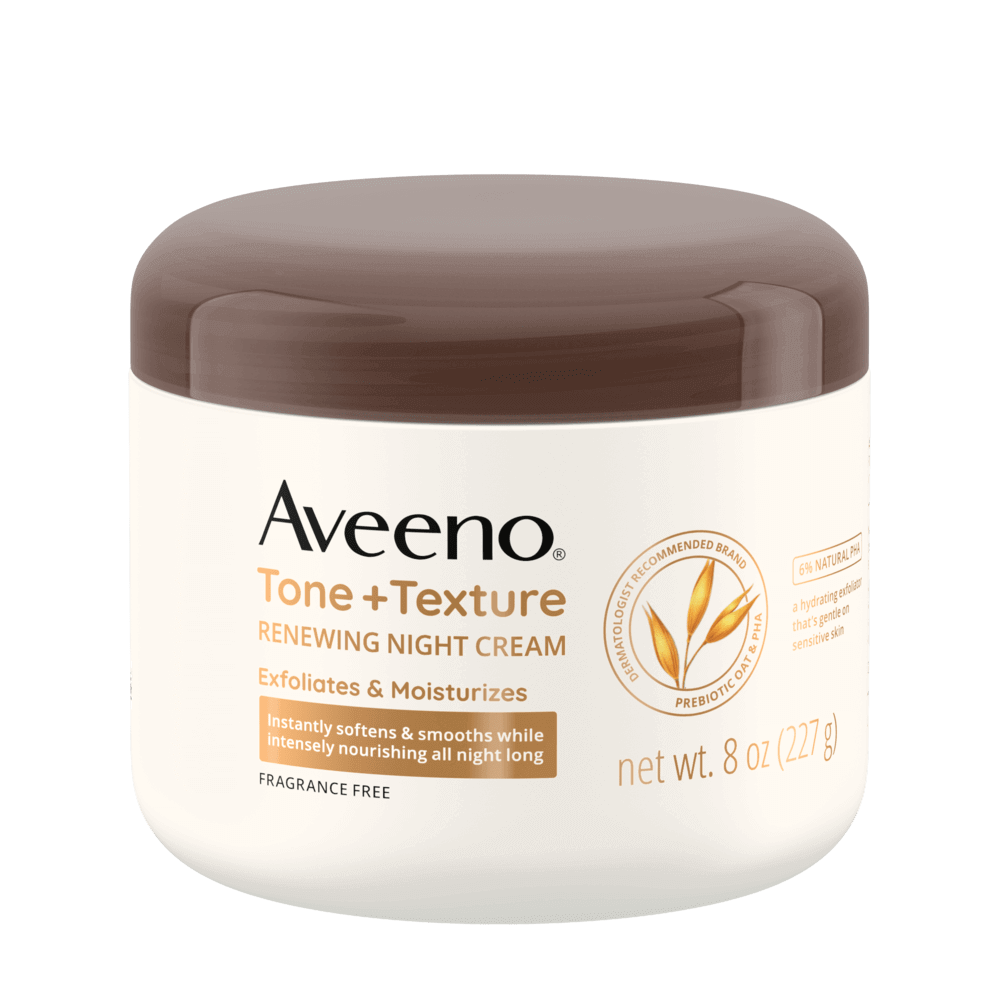 Aveeno®
Tone +Texture
RENEWING NIGHT CREAM
Exfoliates & Moisturizes
Instantly softens & smooths while
intensely nourishing all night long
FRAGRANCE FREE
DERMATOLOGIST RECOMMENDED BRAND
PREBIOTIC OAT & PHA
6% NATURAL PHA
a hydrating exfoliator
that's gentle on
sensitive skin
net wt. 8 oz (227 g)